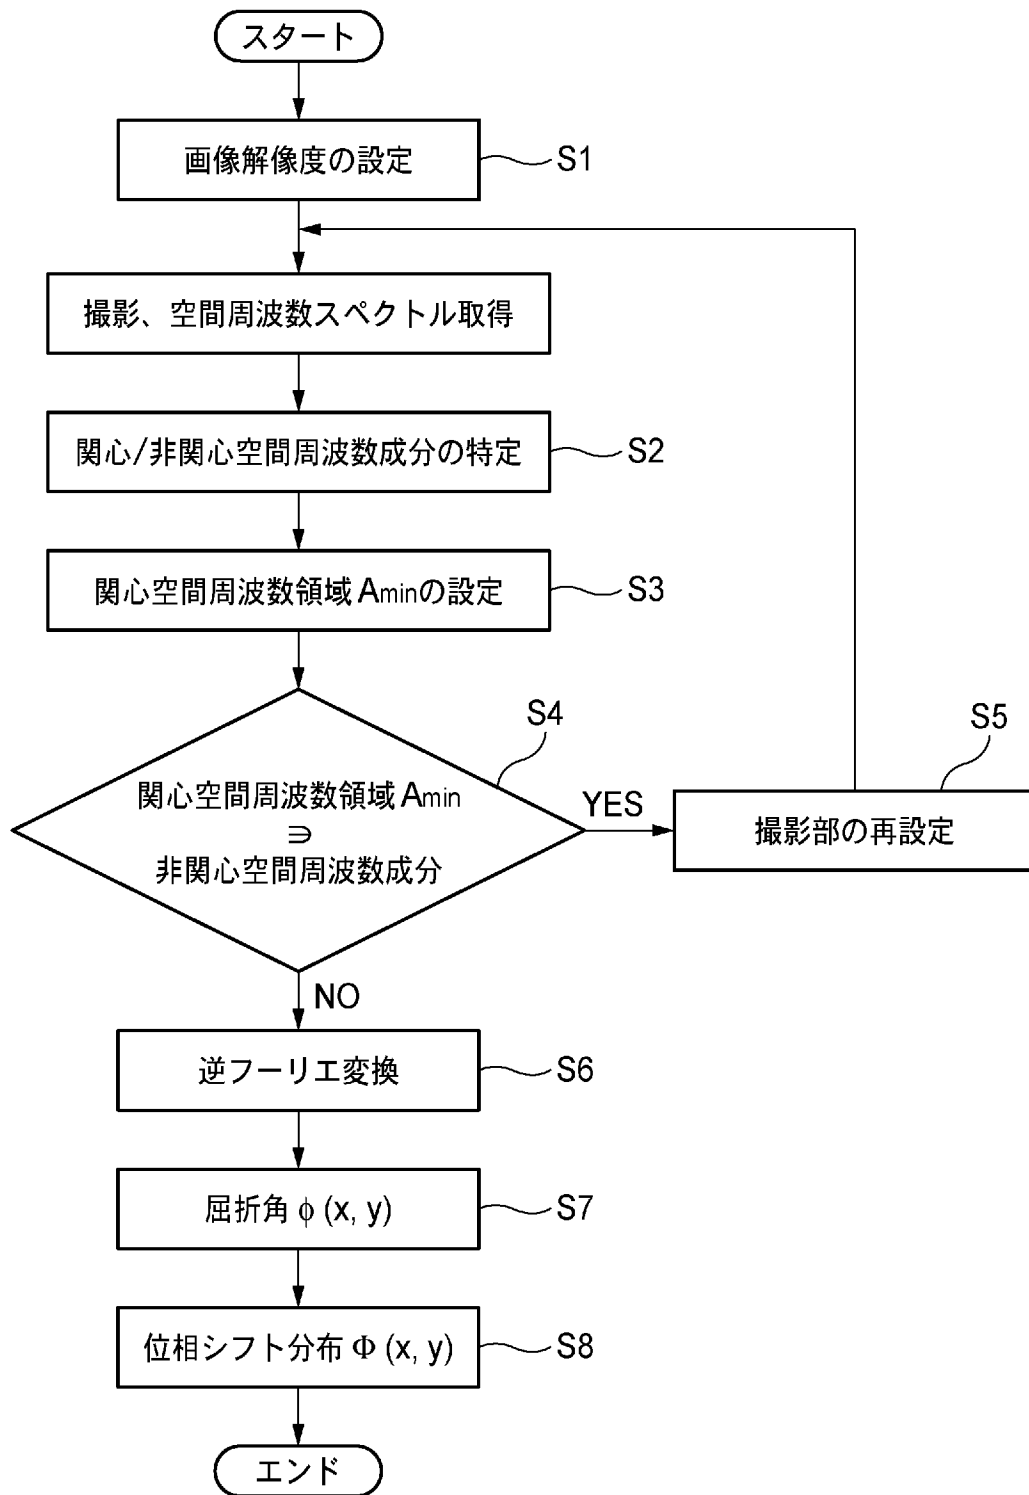 スタート
画像解像度の設定
S1
撮影、空間周波数スペクトル取得
関心/非関心空間周波数成分の特定
S2
関心空間周波数領域Aminの設定
S3
S4
関心空間周波数領域Amin
∋
非関心空間周波数成分
YES
S5
撮影部の再設定
NO
逆フーリエ変換
S6
屈折角 φ (x, y)
S7
位相シフト分布 Φ (x, y)
S8
エンド